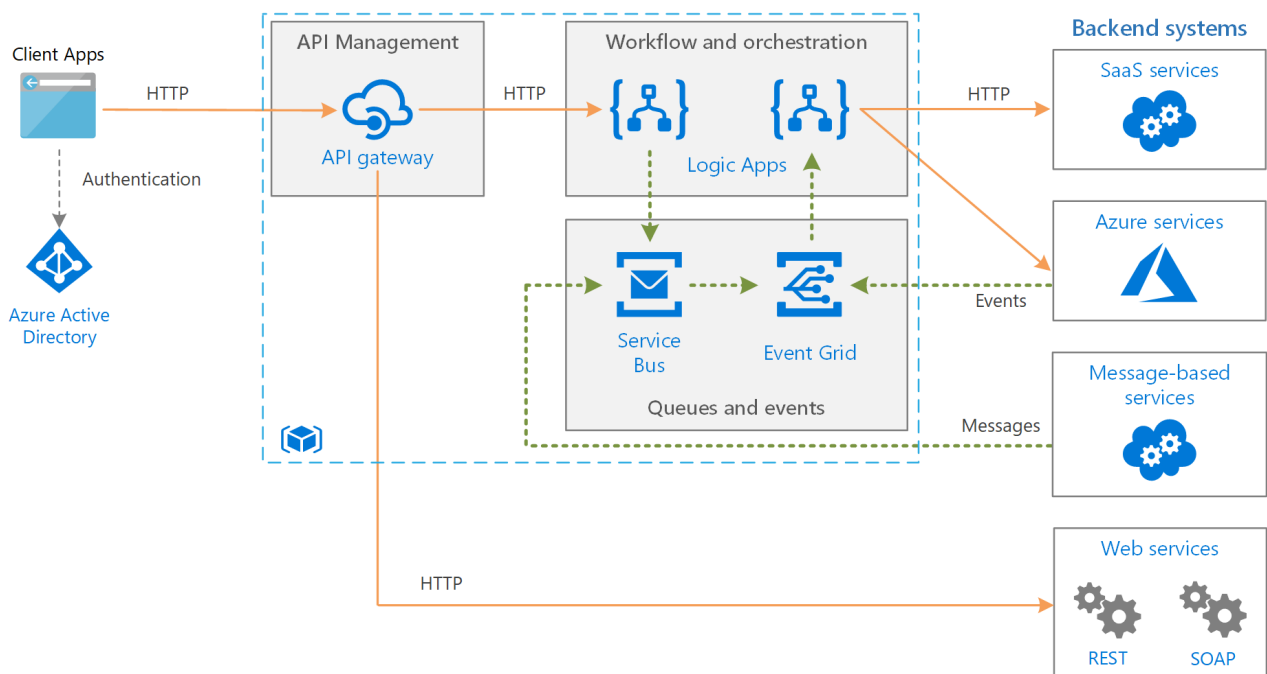 Backend systems
API Management
Workflow and orchestration
Client Apps
SaaS services
HTTP
HTTP
HTTP
API gateway
Logic Apps
Authentication
Azure services
Events
Azure Active
Directory
Service
Bus
Event Grid
Queues and events
Message-based
services
Messages
Web services
HTTP
REST
SOAP